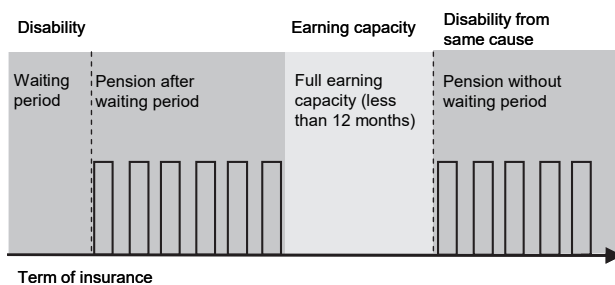 Disability
Earning capacity
Disability from
same cause
Waiting
period
Pension after
waiting period
Full earning
capacity (less
than 12 months)
Pension without
waiting period
Term of insurance